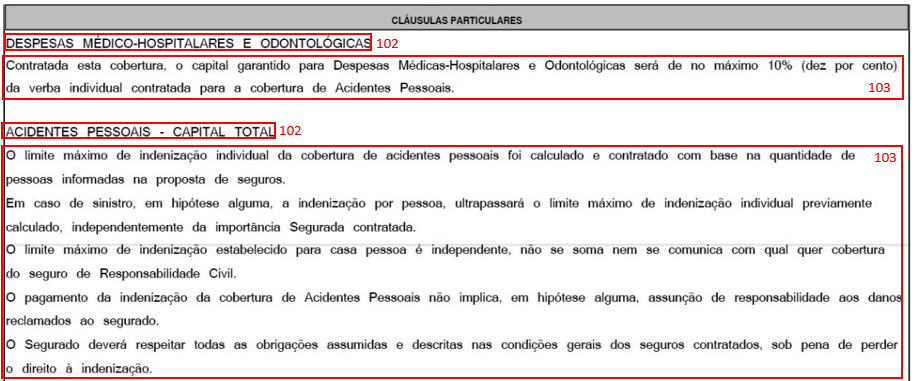 CLÁUSULAS PARTICULARES
DESPESAS MÉDICO-HOSPITALARES E ODONTOLÓGICAS 102
Contratada esta cobertura, o capital garantido para Despesas Médicas-Hospitalares e Odontológicas será de no máximo 10% (dez por cento)
da verba individual contratada para a cobertura de Acidentes Pessoais. 103
ACIDENTES PESSOAIS - CAPITAL TOTAL 102
O limite máximo de indenização individual da cobertura de acidentes pessoais foi calculado e contratado com base na quantidade de 103
pessoas informadas na proposta de seguros.
Em caso de sinistro, em hipótese alguma, a indenização por pessoa, ultrapassará o limite máximo de indenização individual previamente
calculado, independentemente da importância Segurada contratada.
O limite máximo de indenização estabelecido para casa pessoa é independente, não se soma nem se comunica com qual quer cobertura
do seguro de Responsabilidade Civil.
O pagamento da indenização da cobertura de Acidentes Pessoais não implica, em hipótese alguma, assunção de responsabilidade aos danos
reclamados ao segurado.
O Segurado deverá respeitar todas as obrigações assumidas e descritas nas condições gerais dos seguros contratados, sob pena de perder
o direito à indenização.